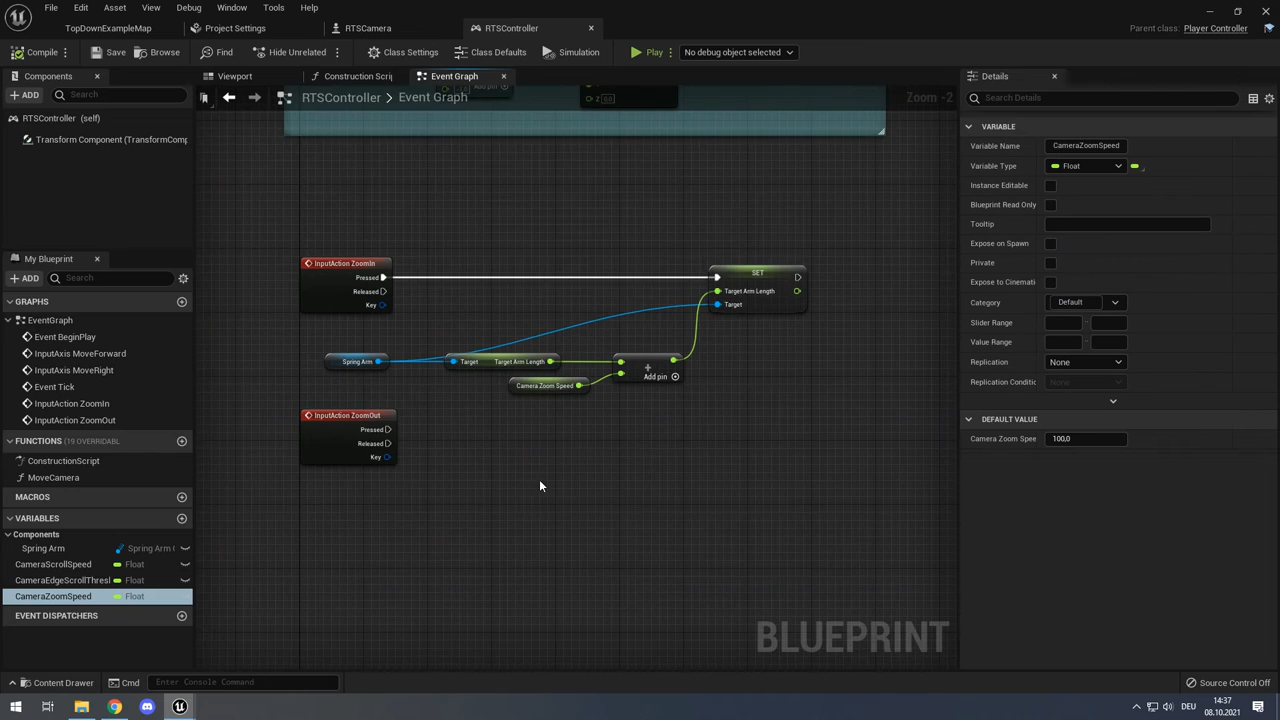 File Edit Asset View Debug Window Tools Help
TopDownExampleMap Project Settings RTSCamera RTSController
Parent class: Player Controller
Compile Save Browse Find Hide Unrelated Class Settings Class Defaults Simulation Play No debug object selected
Components
ADD Search
RTSController (self)
Transform Component (TransformComp
My Blueprint
ADD Search
GRAPHS
EventGraph
Event BeginPlay
InputAxis MoveForward
InputAxis MoveRight
Event Tick
InputAction ZoomIn
InputAction ZoomOut
FUNCTIONS (19 OVERRIDABL
ConstructionScript
MoveCamera
MACROS
VARIABLES
Components
Spring Arm Spring Arm
CameraScrollSpeed Float
CameraEdgeScrollThresl Float
CameraZoomSpeed Float
EVENT DISPATCHERS
Viewport Construction Scrip Event Graph
RTSController Event Graph Zoom -2
Add pin
Z 0,0
InputAction ZoomIn
Pressed
Released
Key
SET
Target Arm Length
Target
Spring Arm
Target Target Arm Length
Camera Zoom Speed
+
Add pin
InputAction ZoomOut
Pressed
Released
Key
BLUEPRINT
Details
Search Details
VARIABLE
Variable Name CameraZoomSpeed
Variable Type Float
Instance Editable
Blueprint Read Only
Tooltip
Expose on Spawn
Private
Expose to Cinemati
Category Default
Slider Range
Value Range
Replication None
Replication Conditic
DEFAULT VALUE
Camera Zoom Spee 100,0
Content Drawer Cmd Enter Console Command Source Control Off
DEU
14:37
08.10.2021